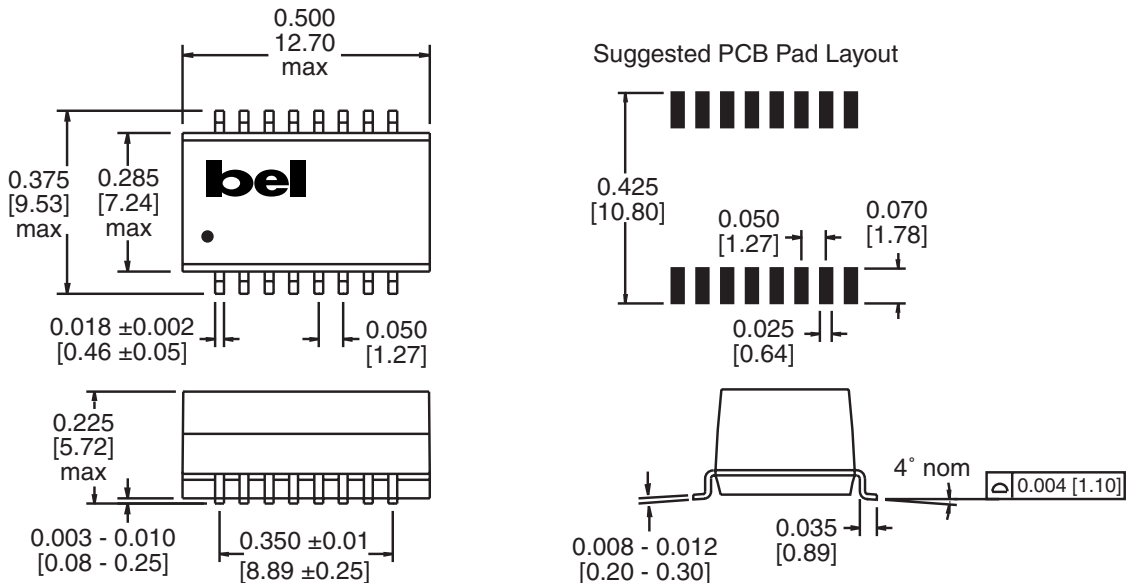 0.500
12.70
max
Suggested PCB Pad Layout
0.375
[9.53]
max
0.285
[7.24]
max
bel
0.425
[10.80]
0.050
[1.27]
0.070
[1.78]
0.018 ±0.002
[0.46 ±0.05]
0.050
[1.27]
0.025
[0.64]
0.225
[5.72]
max
0.003 - 0.010
[0.08 - 0.25]
0.350 ±0.01
[8.89 ±0.25]
4° nom
0.004 [1.10]
0.008 - 0.012
[0.20 - 0.30]
0.035
[0.89]